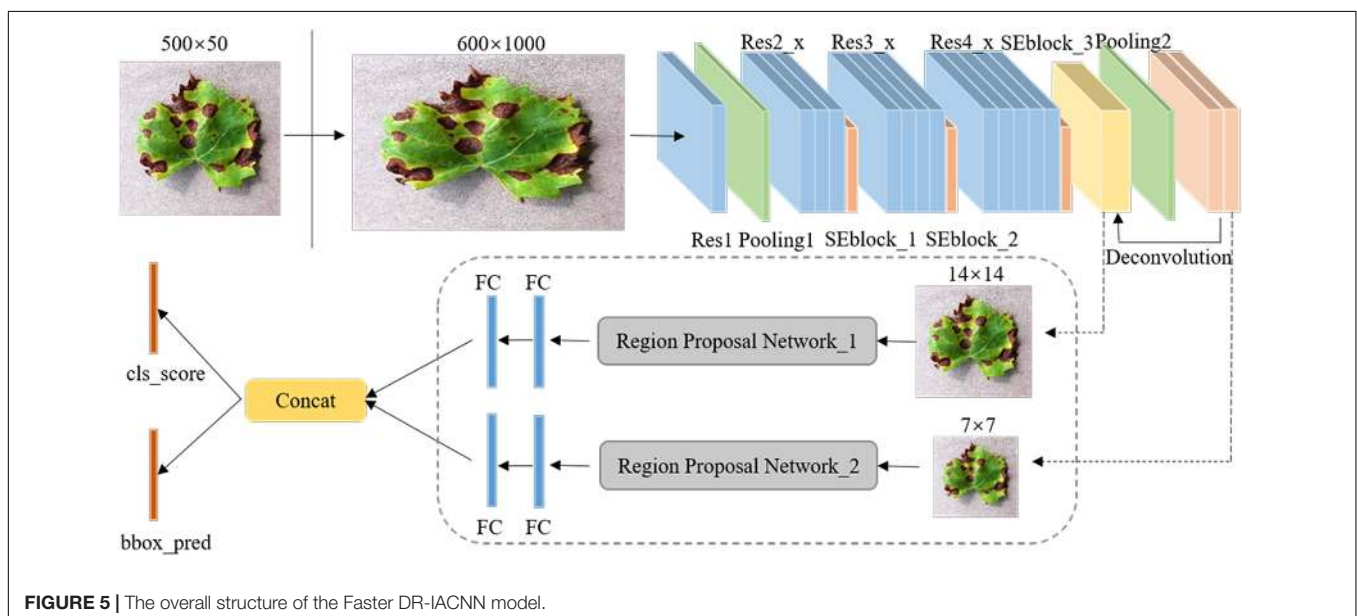 500×50
600×1000
Res2_x
Res3_x
Res4_x
SEblock_3
Pooling2
Res1
Pooling1
SEblock_1
SEblock_2
Deconvolution
14×14
FC
FC
Region Proposal Network_1
cls_score
Concat
7×7
Region Proposal Network_2
FC
FC
bbox_pred
FIGURE 5 | The overall structure of the Faster DR-IACNN model.